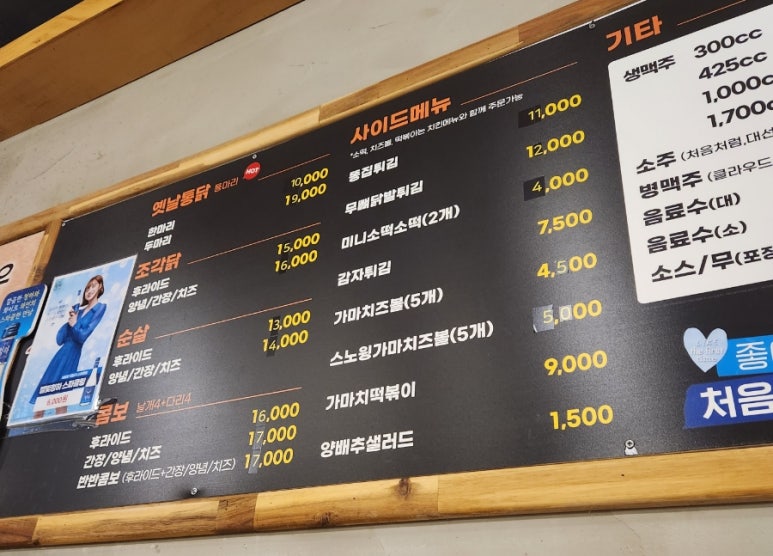 옛날통닭 통마리 HOT
한마리 10,000
두마리 19,000
조각닭
후라이드 15,000
양념/간장/치즈 16,000
순살
후라이드 13,000
양념/간장/치즈 14,000
콤보 날개4+다리4
후라이드 16,000
간장/양념/치즈 17,000
반반콤보 (후라이드+간장/양념/치즈) 17,000
사이드메뉴
*소떡, 치즈볼, 떡볶이는 치킨메뉴와 함께 주문가능
똥집튀김 11,000
무뼈닭발튀김 12,000
미니소떡소떡(2개) 4,000
감자튀김 7,500
가마치즈볼(5개) 4,500
스노윙가마치즈볼(5개) 5,000
가마치떡볶이 9,000
양배추샐러드 1,500
기타
생맥주 300cc
425cc
1,000c
1,700c
소주 (처음처럼,대선
병맥주 (클라우드
음료수(대)
음료수(소)
소스/무(포장
처음
6,000원